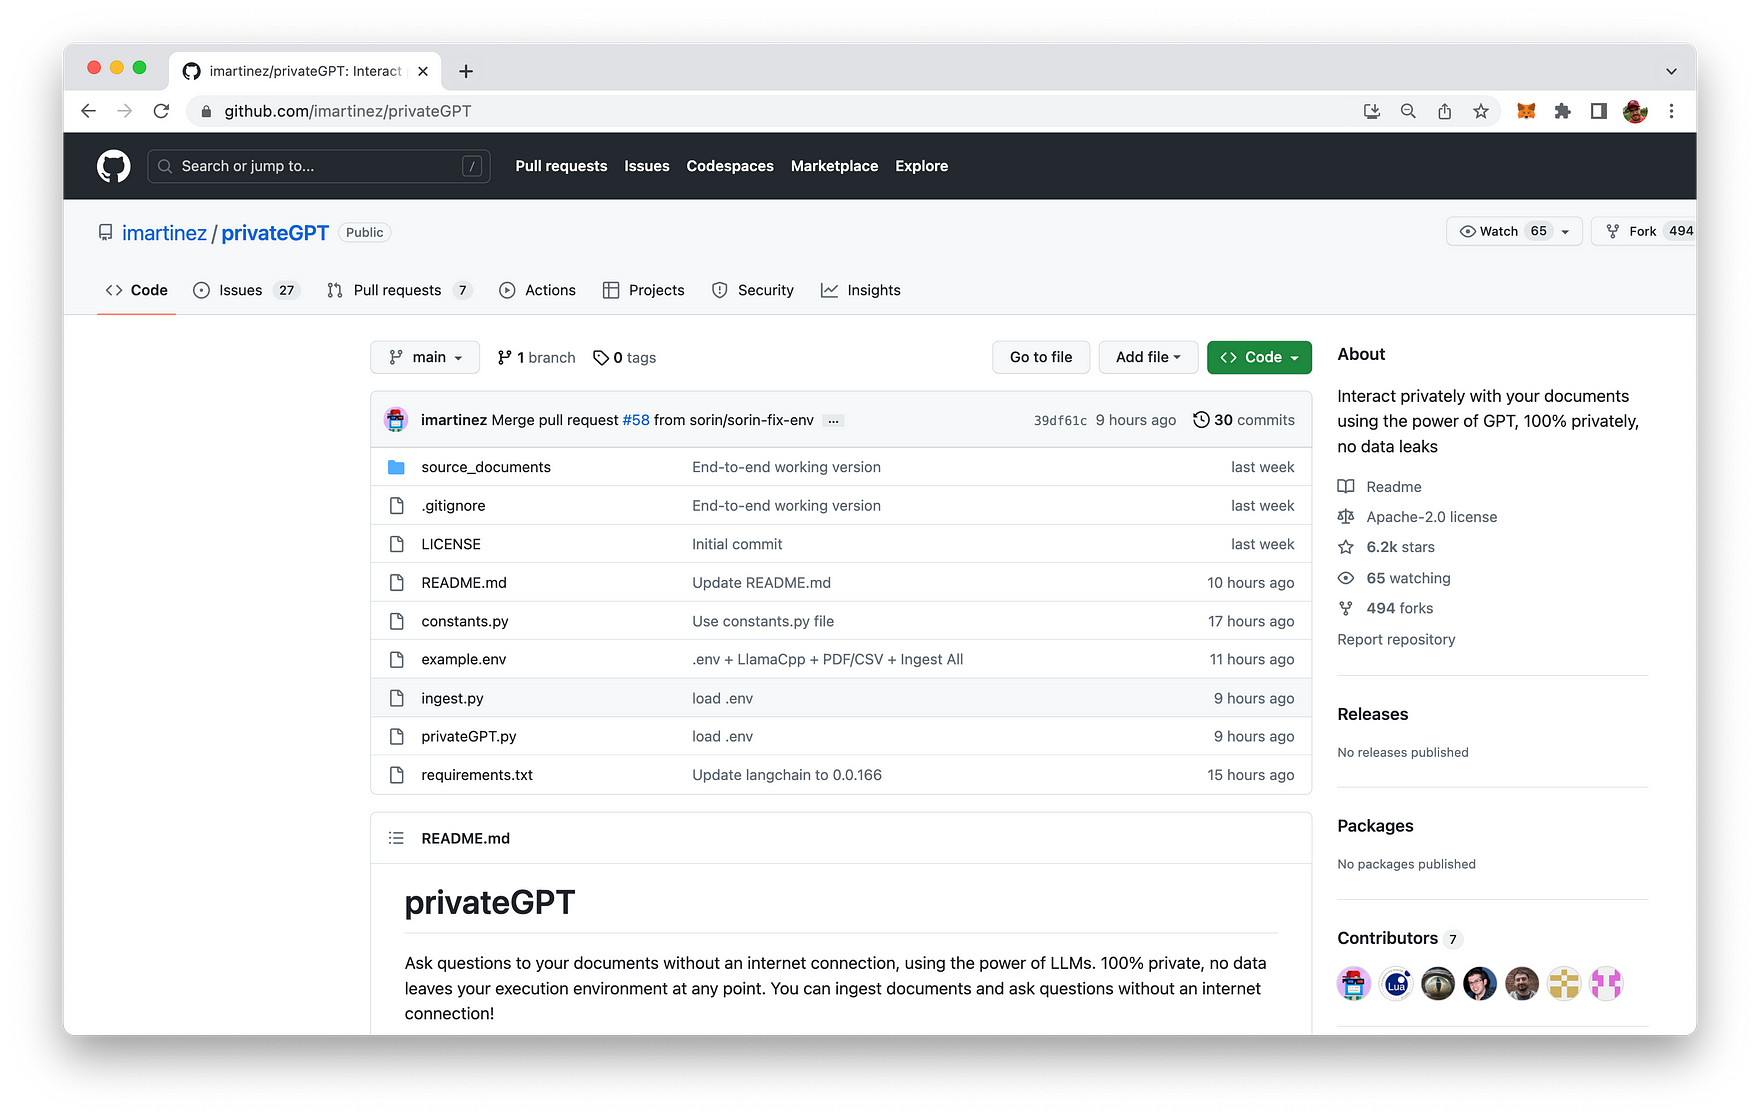 imartinez/privateGPT: Interact
github.com/imartinez/privateGPT
Search or jump to... /
Pull requests Issues Codespaces Marketplace Explore
imartinez / privateGPT Public
Watch 65 Fork 494
Code Issues 27 Pull requests 7 Actions Projects Security Insights
main 1 branch 0 tags
Go to file Add file Code
imartinez Merge pull request #58 from sorin/sorin-fix-env ... 39df61c 9 hours ago 30 commits
source_documents End-to-end working version last week
.gitignore End-to-end working version last week
LICENSE Initial commit last week
README.md Update README.md 10 hours ago
constants.py Use constants.py file 17 hours ago
example.env .env + LlamaCpp + PDF/CSV + Ingest All 11 hours ago
ingest.py load .env 9 hours ago
privateGPT.py load .env 9 hours ago
requirements.txt Update langchain to 0.0.166 15 hours ago
README.md
privateGPT
Ask questions to your documents without an internet connection, using the power of LLMs. 100% private, no data
leaves your execution environment at any point. You can ingest documents and ask questions without an internet
connection!
About
Interact privately with your documents
using the power of GPT, 100% privately,
no data leaks
Readme
Apache-2.0 license
6.2k stars
65 watching
494 forks
Report repository
Releases
No releases published
Packages
No packages published
Contributors 7
Lua